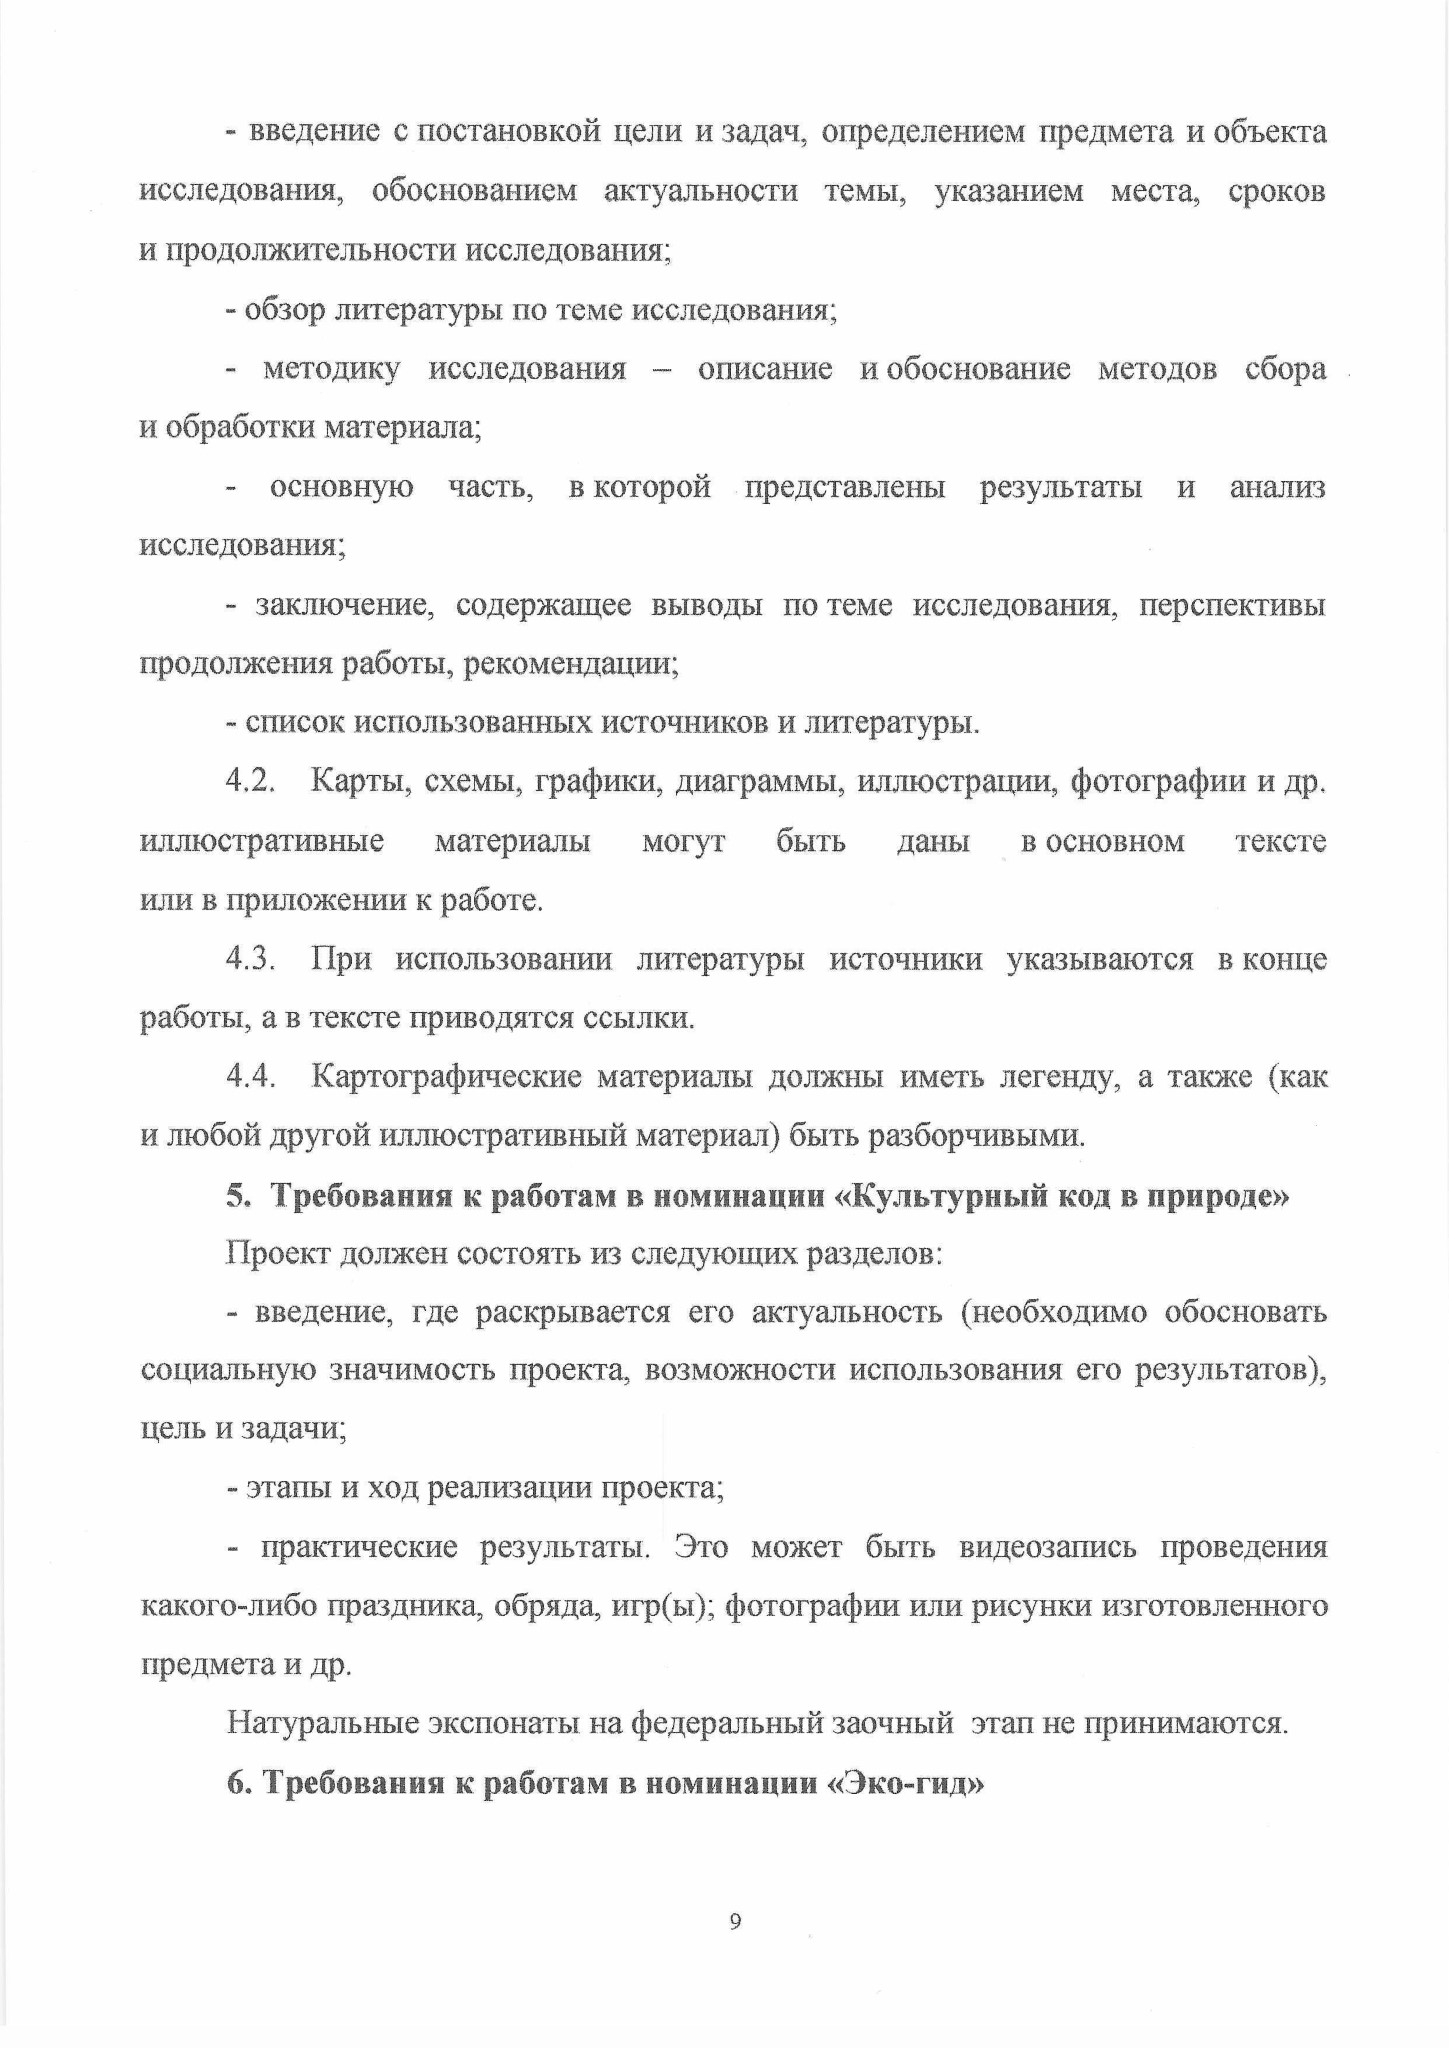 - введение с постановкой цели и задач, определением предмета и объекта
исследования, обоснованием актуальности темы, указанием места, сроков
и продолжительности исследования;
- обзор литературы по теме исследования;
- методику исследования – описание и обоснование методов сбора
и обработки материала;
- основную часть, в которой представлены результаты и анализ
исследования;
- заключение, содержащее выводы по теме исследования, перспективы
продолжения работы, рекомендации;
- список использованных источников и литературы.
4.2. Карты, схемы, графики, диаграммы, иллюстрации, фотографии и др.
иллюстративные материалы могут быть даны в основном тексте
или в приложении к работе.
4.3. При использовании литературы источники указываются в конце
работы, а в тексте приводятся ссылки.
4.4. Картографические материалы должны иметь легенду, а также (как
и любой другой иллюстративный материал) быть разборчивыми.
5. Требования к работам в номинации «Культурный код в природе»
Проект должен состоять из следующих разделов:
- введение, где раскрывается его актуальность (необходимо обосновать
социальную значимость проекта, возможности использования его результатов),
цель и задачи;
- этапы и ход реализации проекта;
- практические результаты. Это может быть видеозапись проведения
какого-либо праздника, обряда, игр(ы); фотографии или рисунки изготовленного
предмета и др.
Натуральные экспонаты на федеральный заочный этап не принимаются.
6. Требования к работам в номинации «Эко-гид»
9